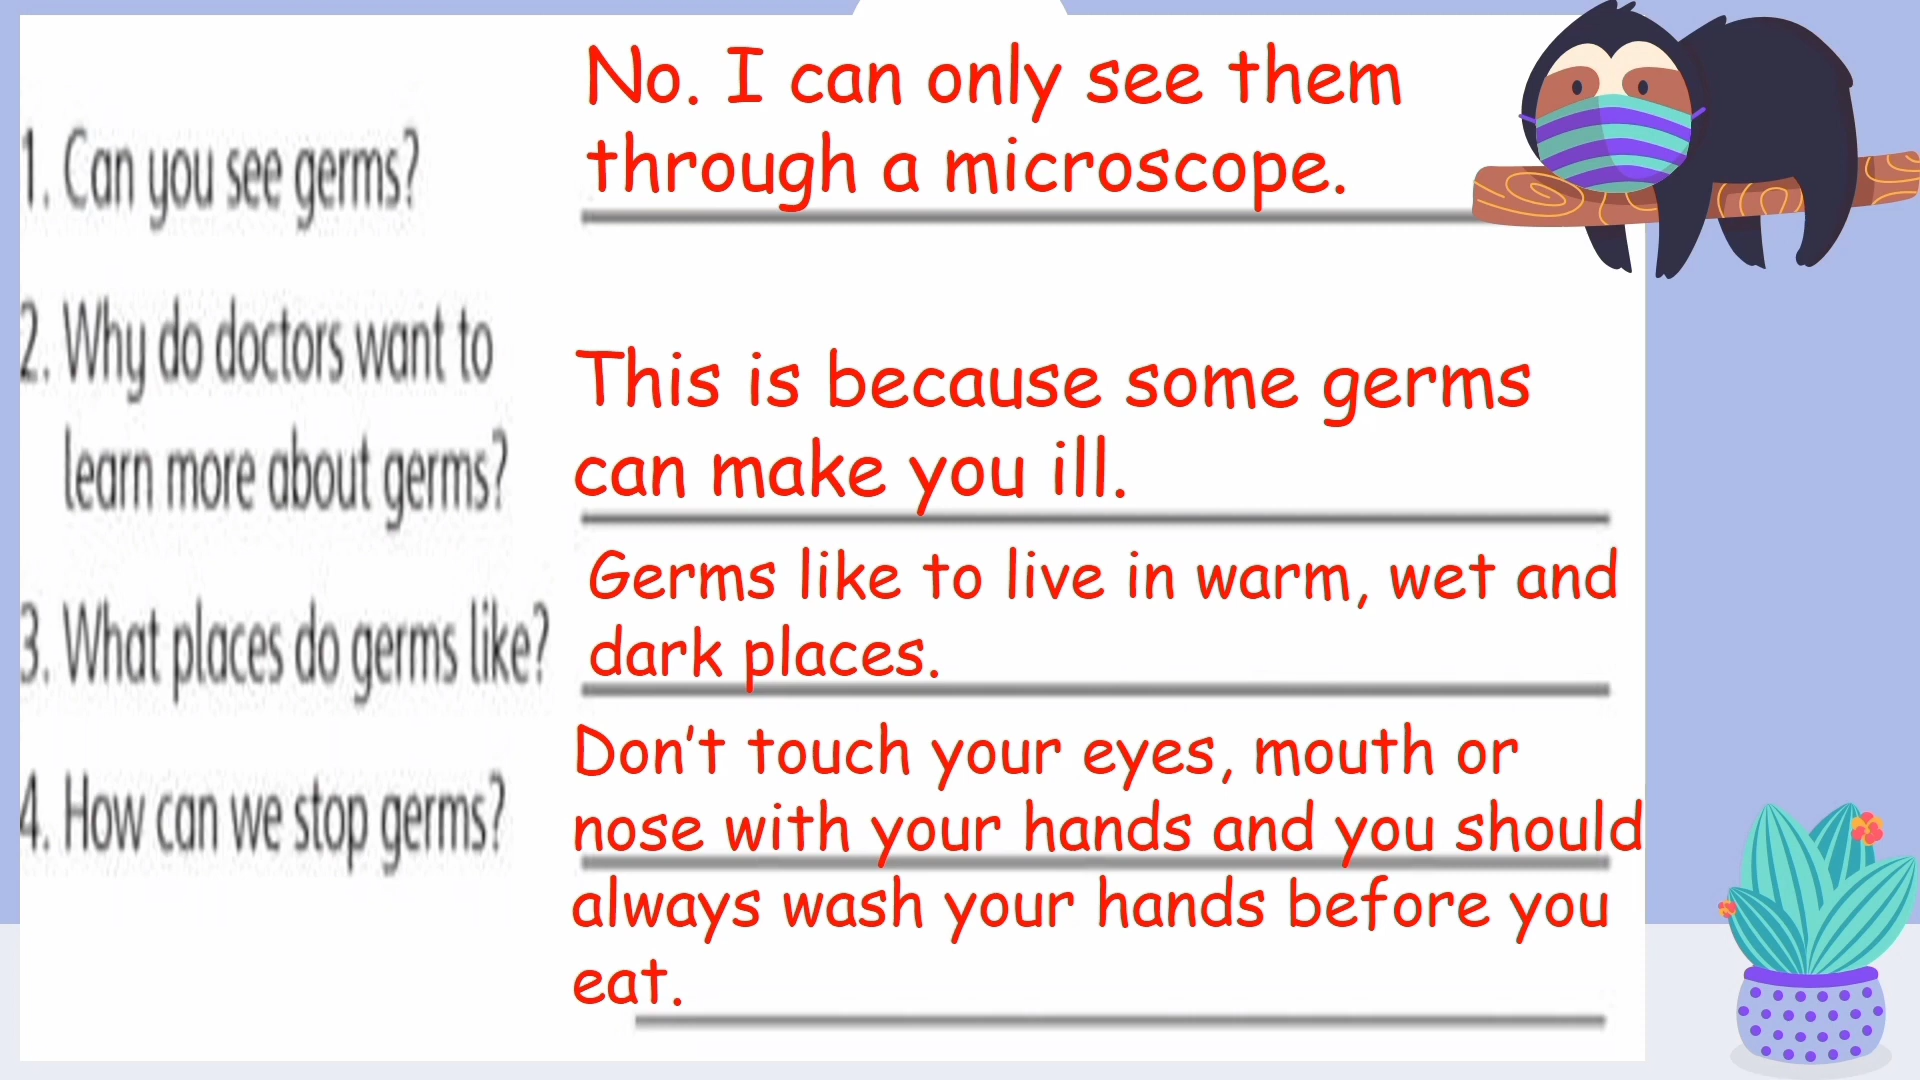 1. Can you see germs?
No. I can only see them
through a microscope.
2. Why do doctors want to
learn more about germs?
This is because some germs
can make you ill.
3. What places do germs like?
Germs like to live in warm, wet and
dark places.
4. How can we stop germs?
Don't touch your eyes, mouth or
nose with your hands and you should
always wash your hands before you
eat.